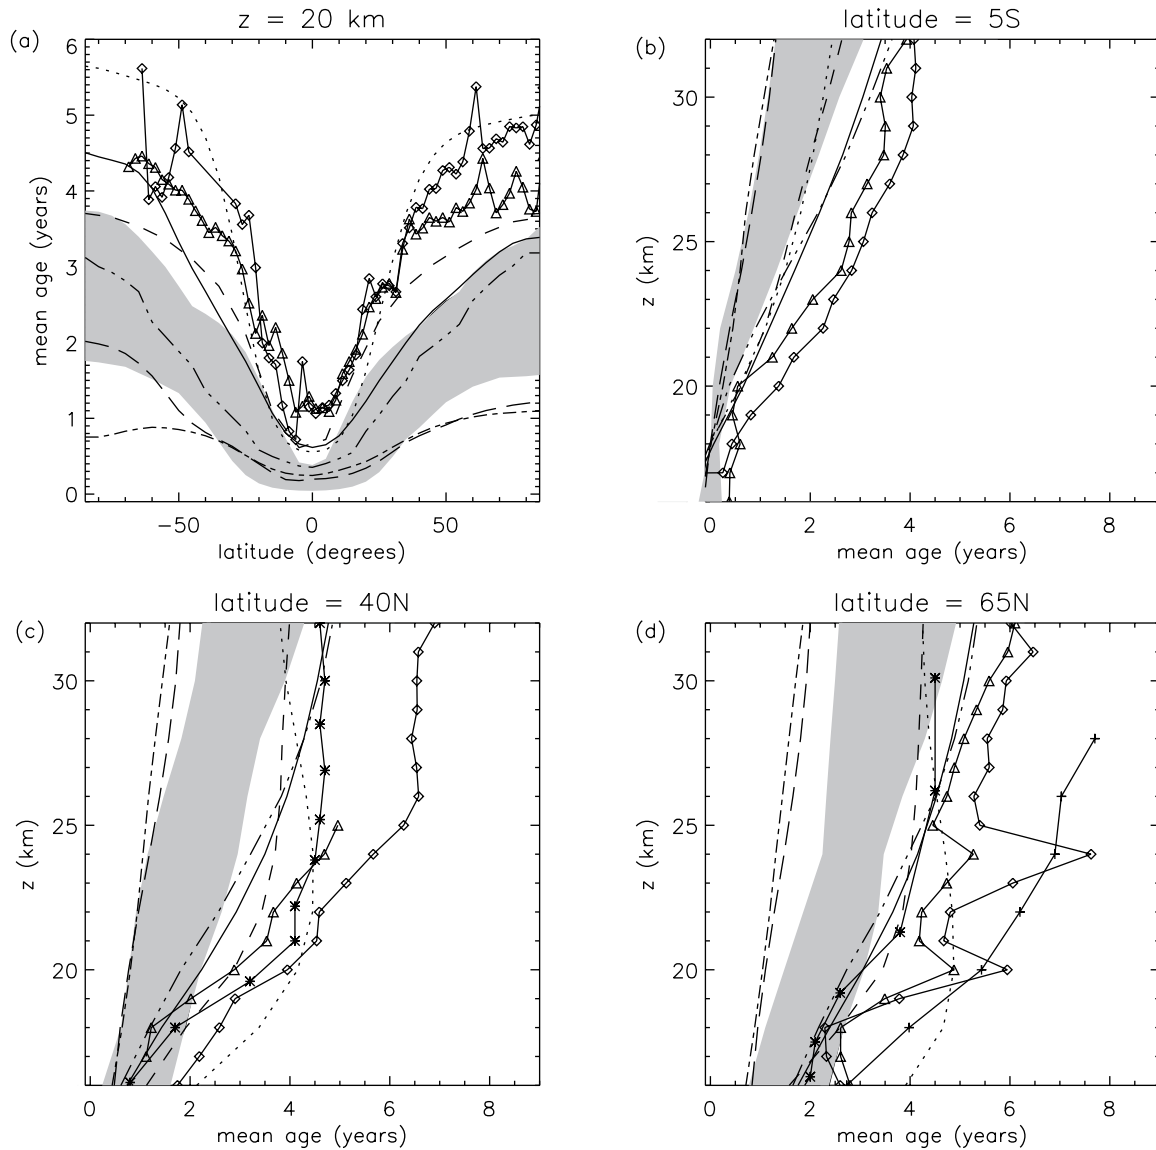 z = 20 km
(a)
6
5
4
3
2
1
0
mean age (years)
−50
0
50
latitude (degrees)
latitude = 5S
(b)
30
25
20
z (km)
0
2
4
6
8
mean age (years)
latitude = 40N
(c)
30
25
20
z (km)
0
2
4
6
8
mean age (years)
latitude = 65N
(d)
30
25
20
z (km)
0
2
4
6
8
mean age (years)